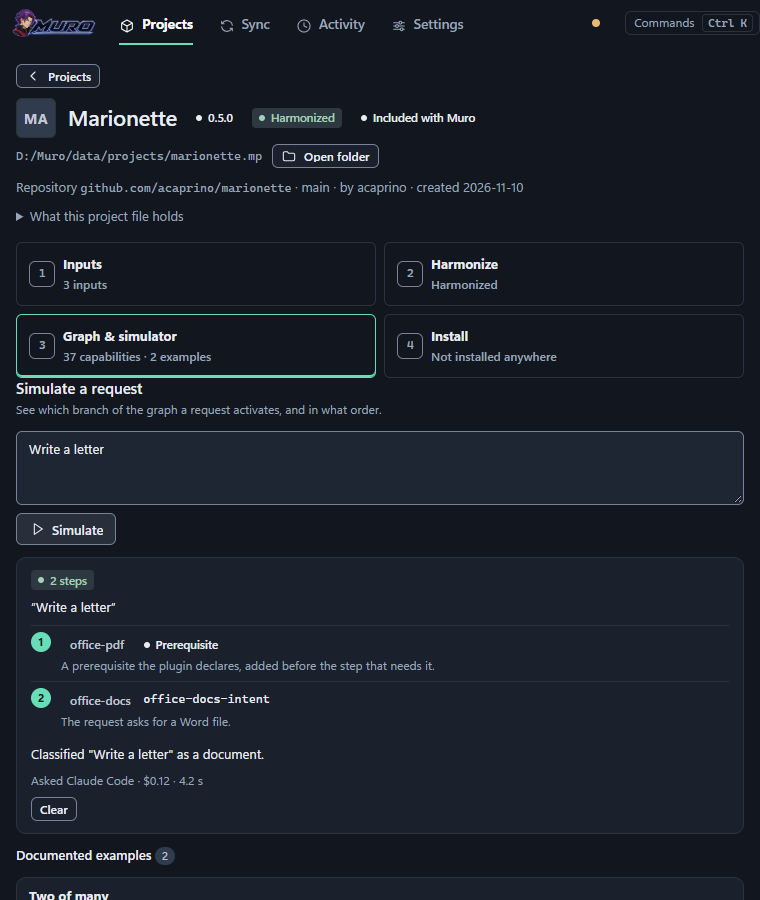 MURO
Projects
Sync
Activity
Settings
Commands Ctrl K
Projects
MA
Marionette
0.5.0
Harmonized
Included with Muro
D:/Muro/data/projects/marionette.mp
Open folder
Repository github.com/acaprino/marionette · main · by acaprino · created 2026-11-10
What this project file holds
1
Inputs
3 inputs
2
Harmonize
Harmonized
3
Graph & simulator
37 capabilities · 2 examples
4
Install
Not installed anywhere
Simulate a request
See which branch of the graph a request activates, and in what order.
Write a letter
Simulate
2 steps
"Write a letter"
1 office-pdf Prerequisite
A prerequisite the plugin declares, added before the step that needs it.
2 office-docs office-docs-intent
The request asks for a Word file.
Classified "Write a letter" as a document.
Asked Claude Code · $0.12 · 4.2 s
Clear
Documented examples 2
Two of many